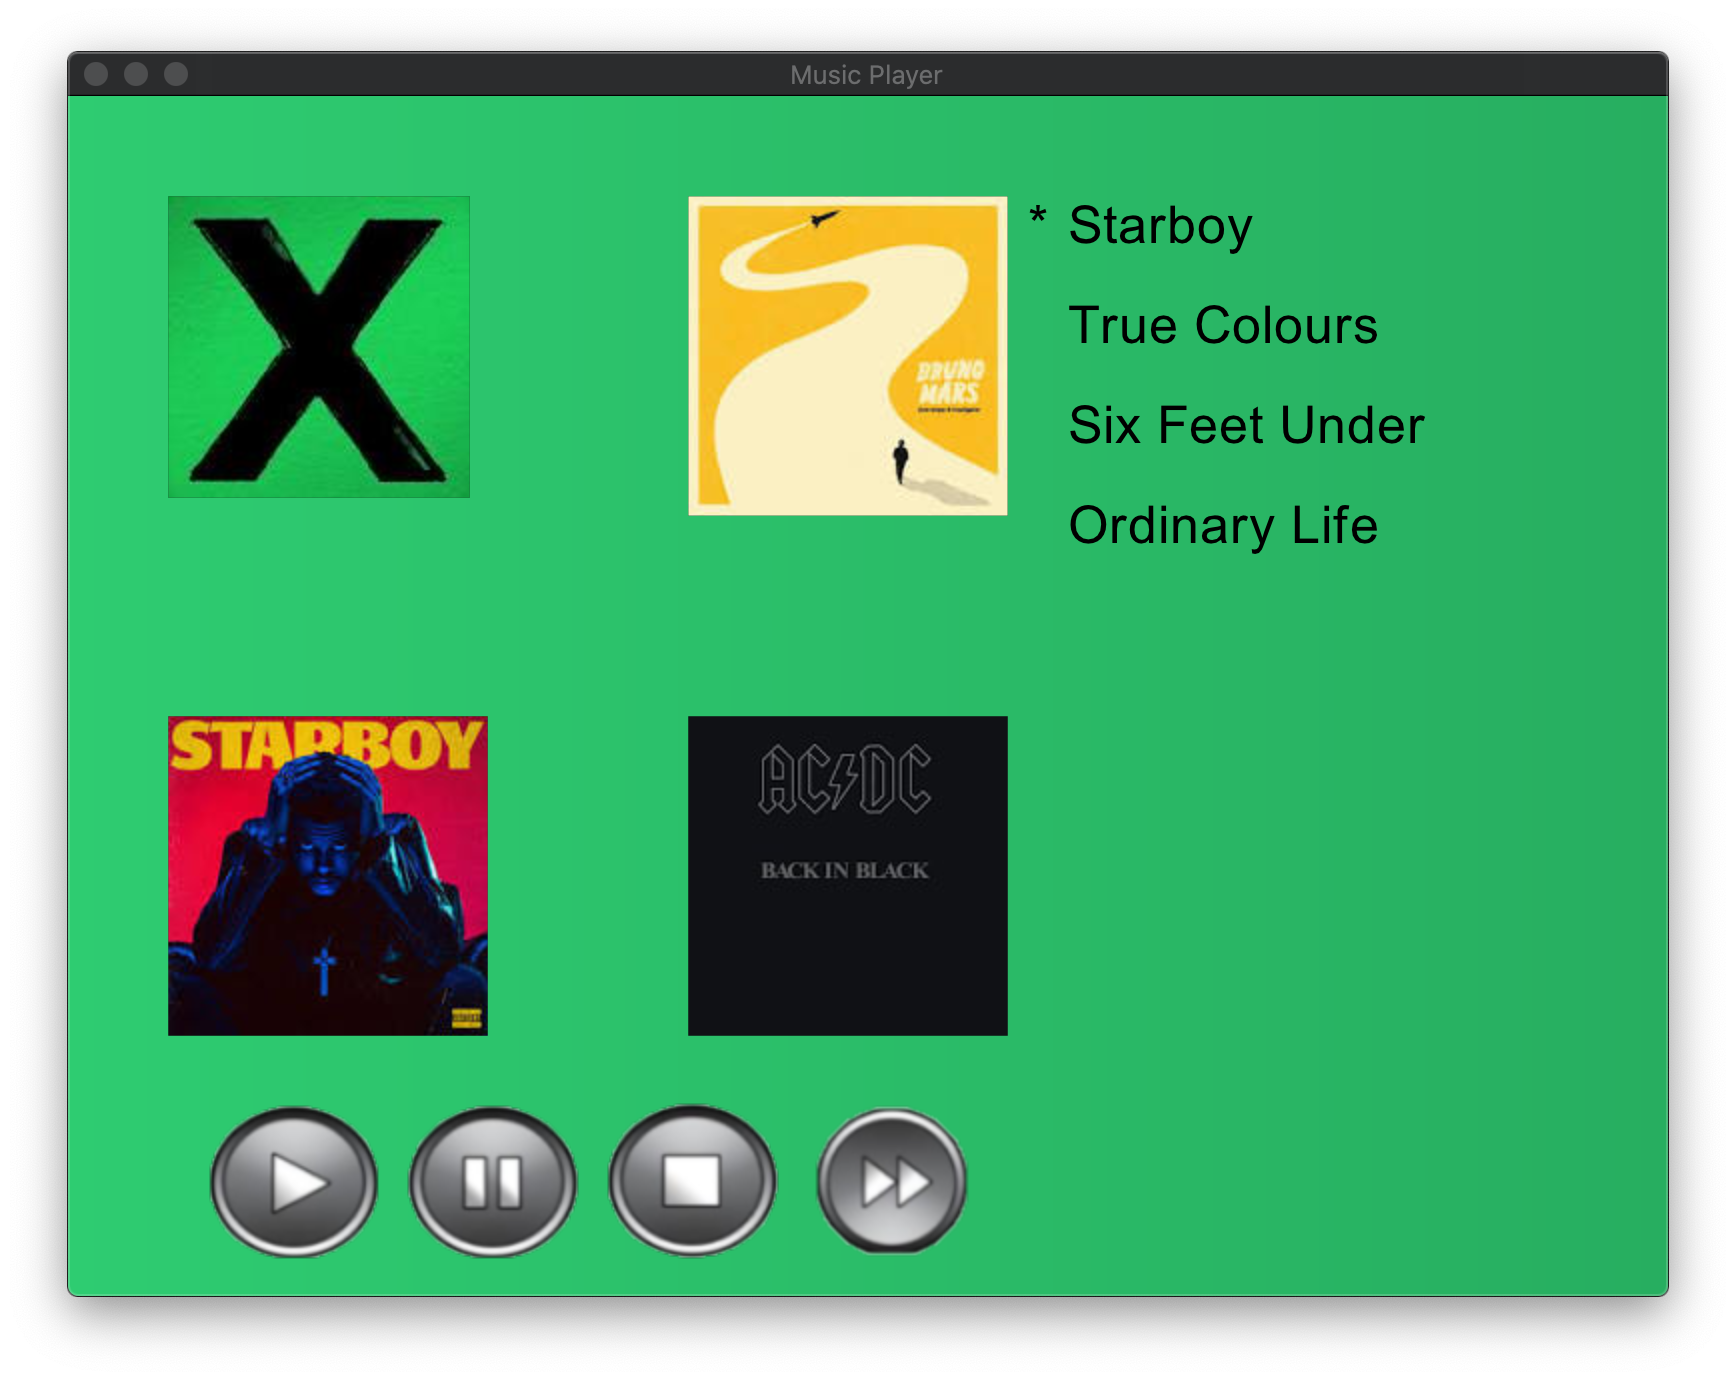 Music Player
X
BRUNO
MARS
* Starboy
True Colours
Six Feet Under
Ordinary Life
STARBOY
AC DC
BACK IN BLACK